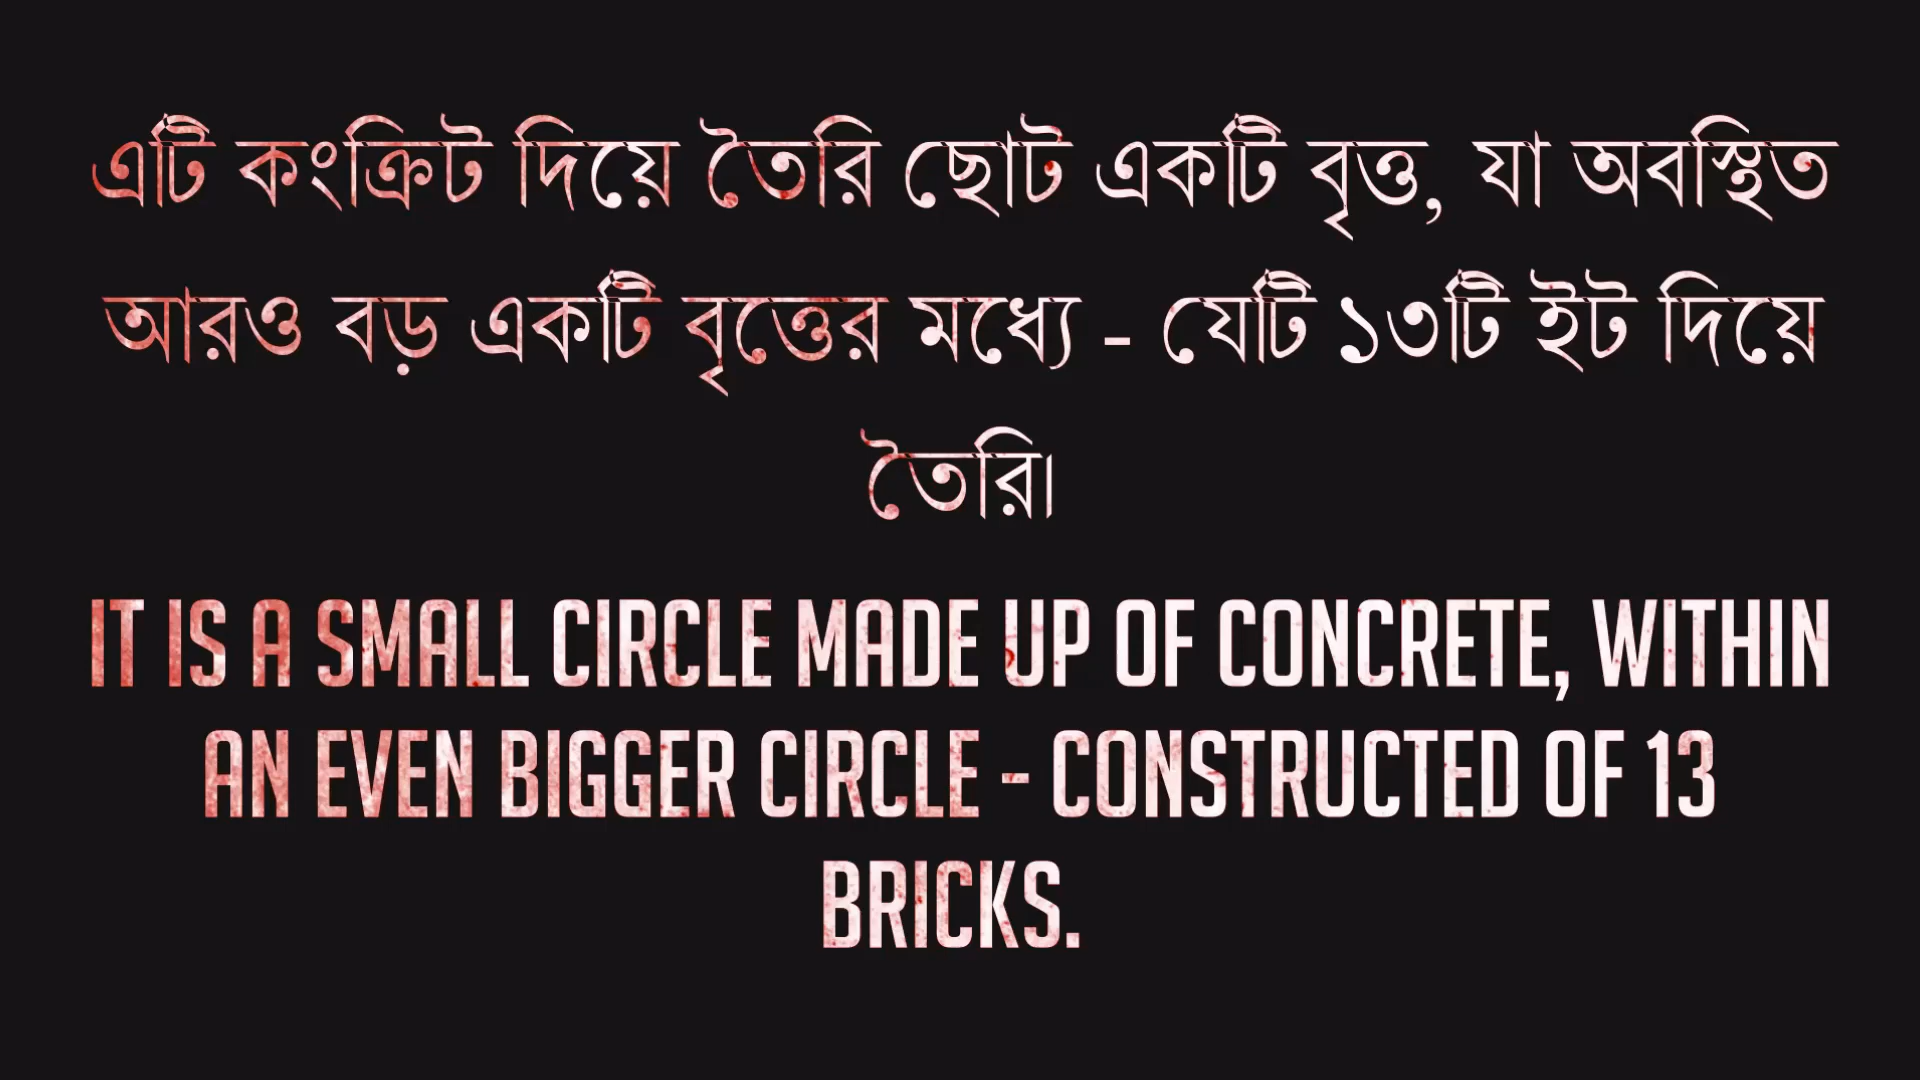 এটি কংক্রিট দিয়ে তৈরি ছোট একটি বৃত্ত, যা অবস্থিত
আরও বড় একটি বৃত্তের মধ্যে - যেটি ১৩টি ইট দিয়ে
তৈরি।
IT IS A SMALL CIRCLE MADE UP OF CONCRETE, WITHIN
AN EVEN BIGGER CIRCLE - CONSTRUCTED OF 13
BRICKS.